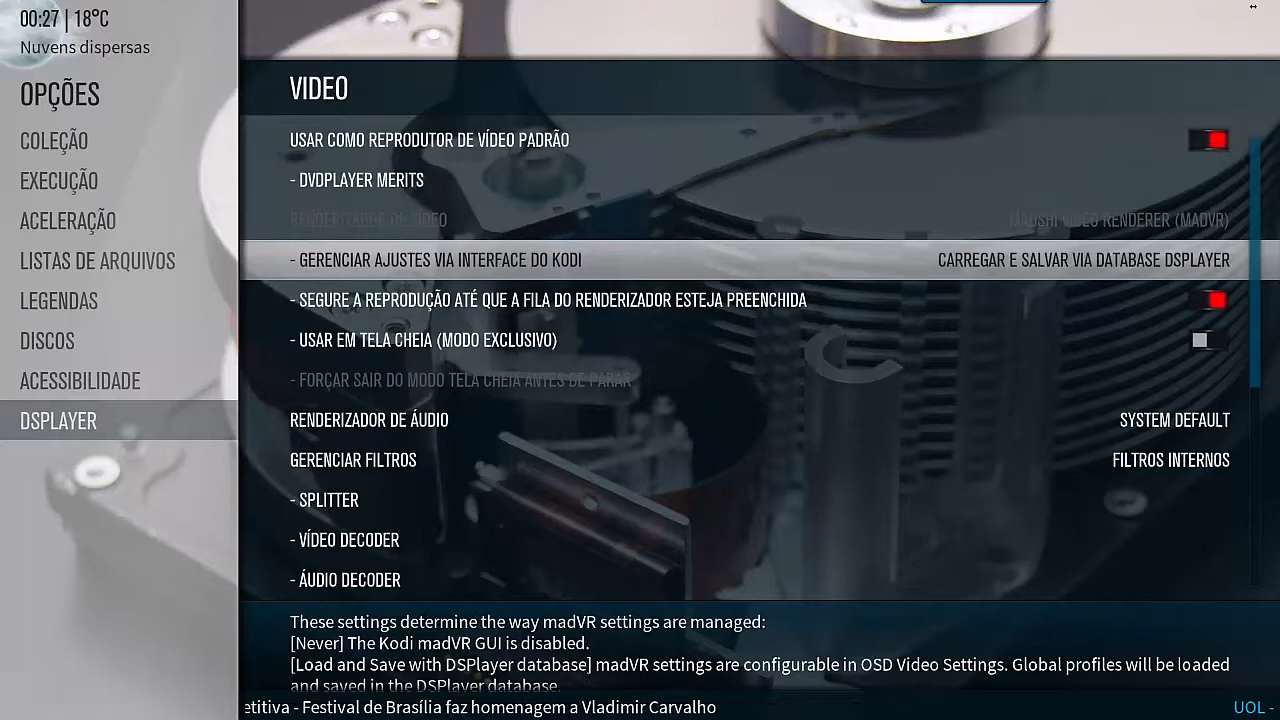 00:27 | 18°C
Nuvens dispersas
OPÇÕES
COLEÇÃO
EXECUÇÃO
ACELERAÇÃO
LISTAS DE ARQUIVOS
LEGENDAS
DISCOS
ACESSIBILIDADE
DSPLAYER
VIDEO
USAR COMO REPRODUTOR DE VÍDEO PADRÃO
- DVDPLAYER MERITS
RENDERIZADOR DE VÍDEO MADSHI VIDEO RENDERER (MADVR)
- GERENCIAR AJUSTES VIA INTERFACE DO KODI CARREGAR E SALVAR VIA DATABASE DSPLAYER
- SEGURE A REPRODUÇÃO ATÉ QUE A FILA DO RENDERIZADOR ESTEJA PREENCHIDA
- USAR EM TELA CHEIA (MODO EXCLUSIVO)
- FORÇAR SAIR DO MODO TELA CHEIA ANTES DE PARAR
RENDERIZADOR DE ÁUDIO SYSTEM DEFAULT
GERENCIAR FILTROS FILTROS INTERNOS
- SPLITTER
- VÍDEO DECODER
- ÁUDIO DECODER
These settings determine the way madVR settings are managed:
[Never] The Kodi madVR GUI is disabled.
[Load and Save with DSPlayer database] madVR settings are configurable in OSD Video Settings. Global profiles will be loaded
and saved in the DSPlayer database.
etitiva - Festival de Brasília faz homenagem a Vladimir Carvalho UOL -